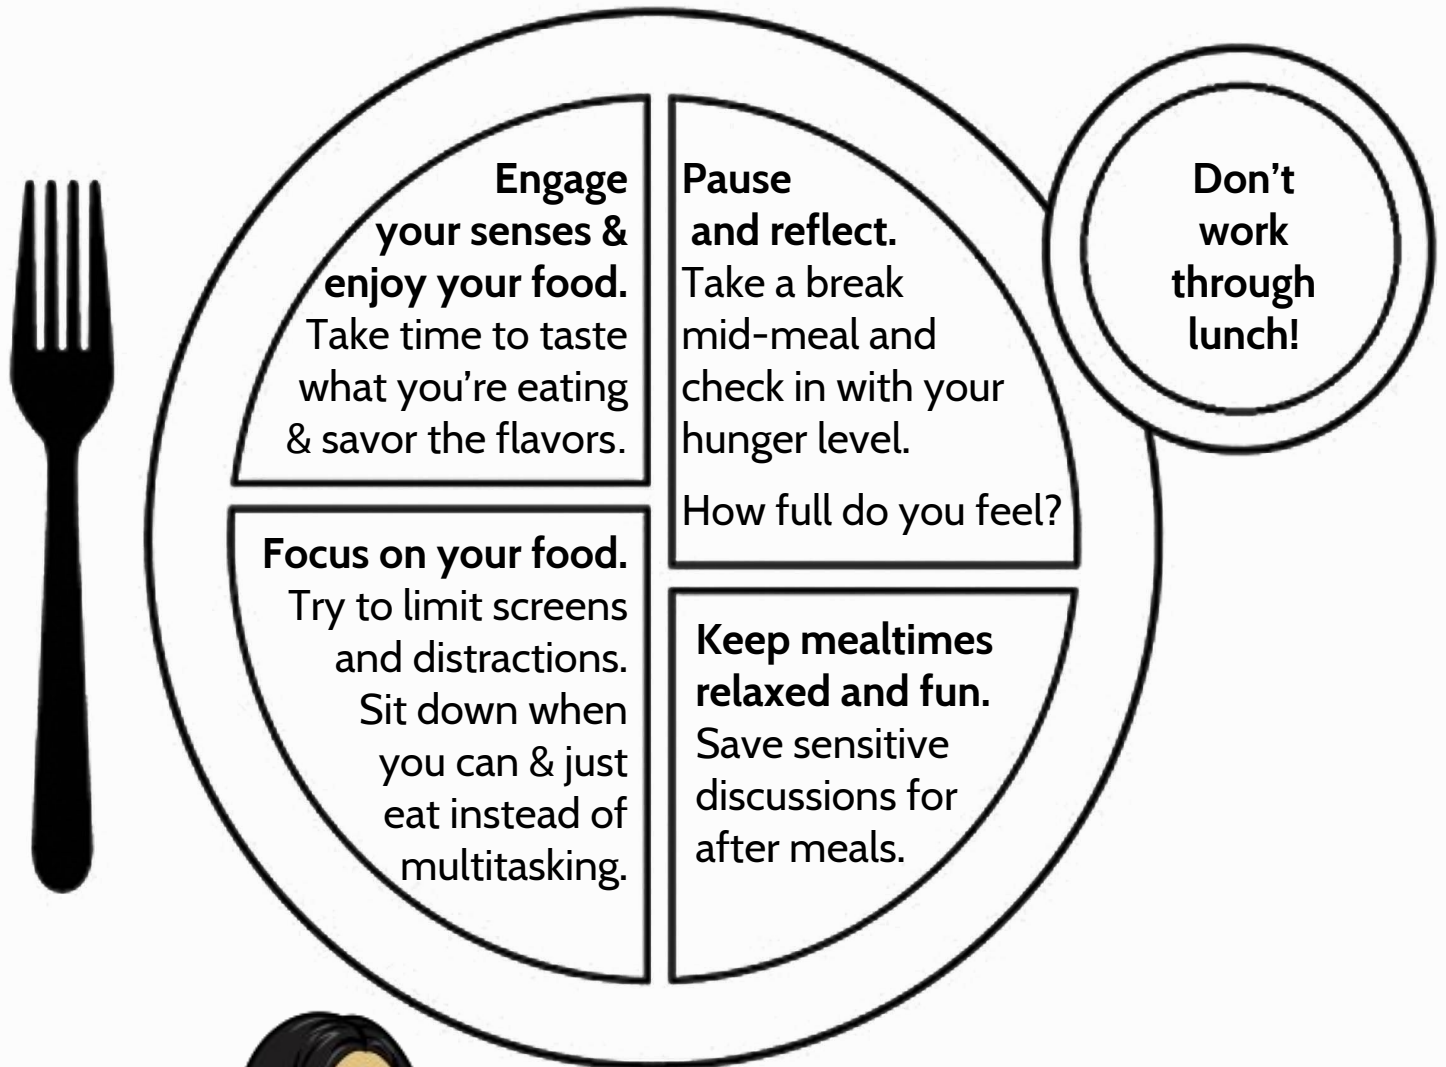 Engage
your senses &
enjoy your food.
Take time to taste
what you're eating
& savor the flavors.
Pause
and reflect.
Take a break
mid-meal and
check in with your
hunger level.
How full do you feel?
Don't
work
through
lunch!
Focus on your food.
Try to limit screens
and distractions.
Sit down when
you can & just
eat instead of
multitasking.
Keep mealtimes
relaxed and fun.
Save sensitive
discussions for
after meals.